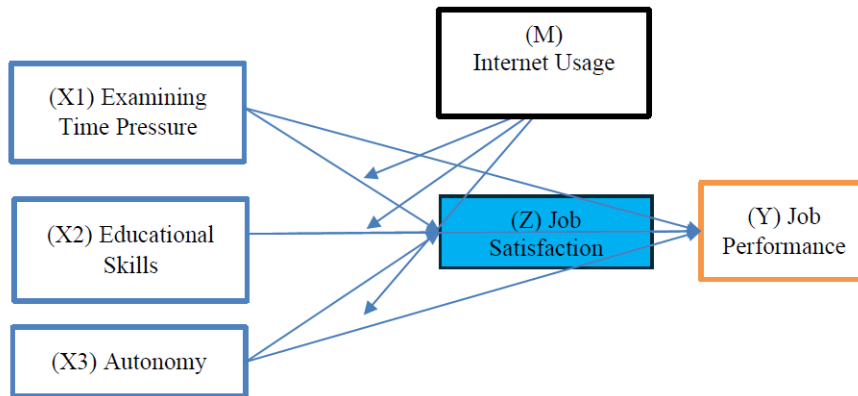 (M)
Internet Usage
(X1) Examining
Time Pressure
(X2) Educational
Skills
(Z) Job
Satisfaction
(Y) Job
Performance
(X3) Autonomy